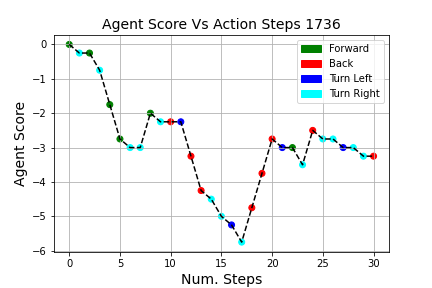 Agent Score Vs Action Steps 1736
Forward
Back
Turn Left
Turn Right
Agent Score
0
−1
−2
−3
−4
−5
−6
0 5 10 15 20 25 30
Num. Steps